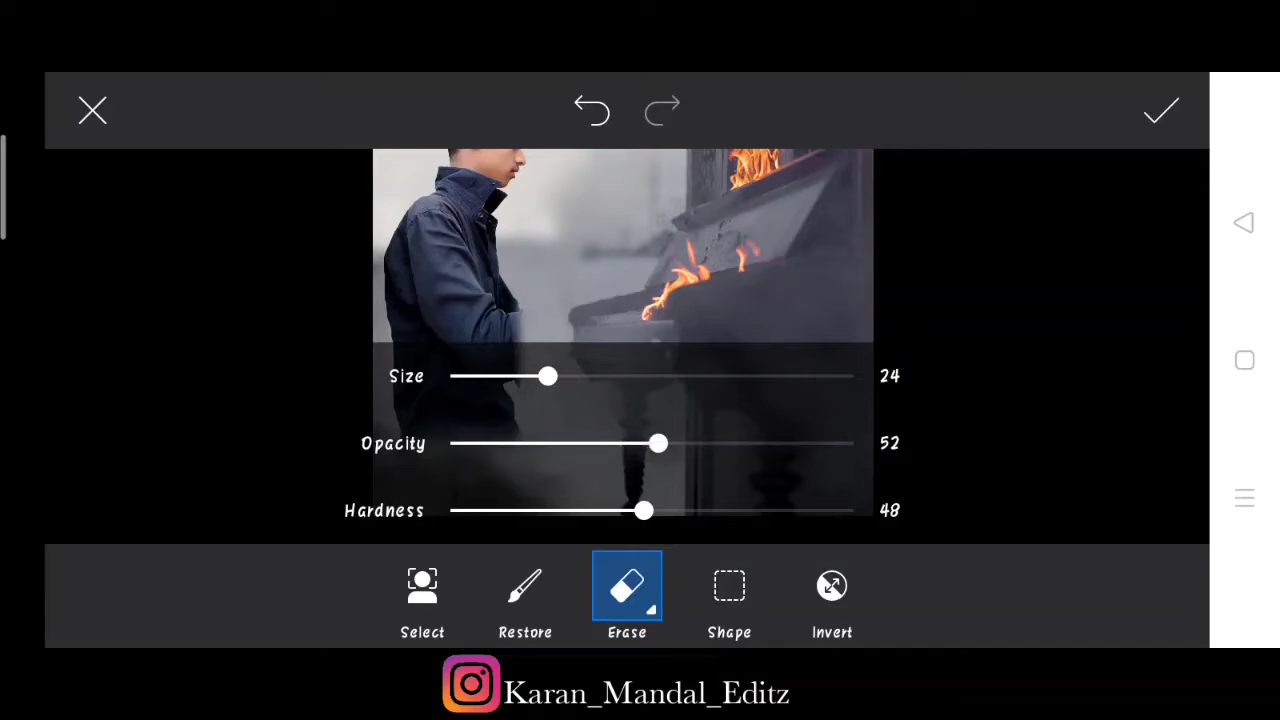 Size 24
Opacity 52
Hardness 48
Select Restore Erase Shape Invert
Karan_Mandal_Editz